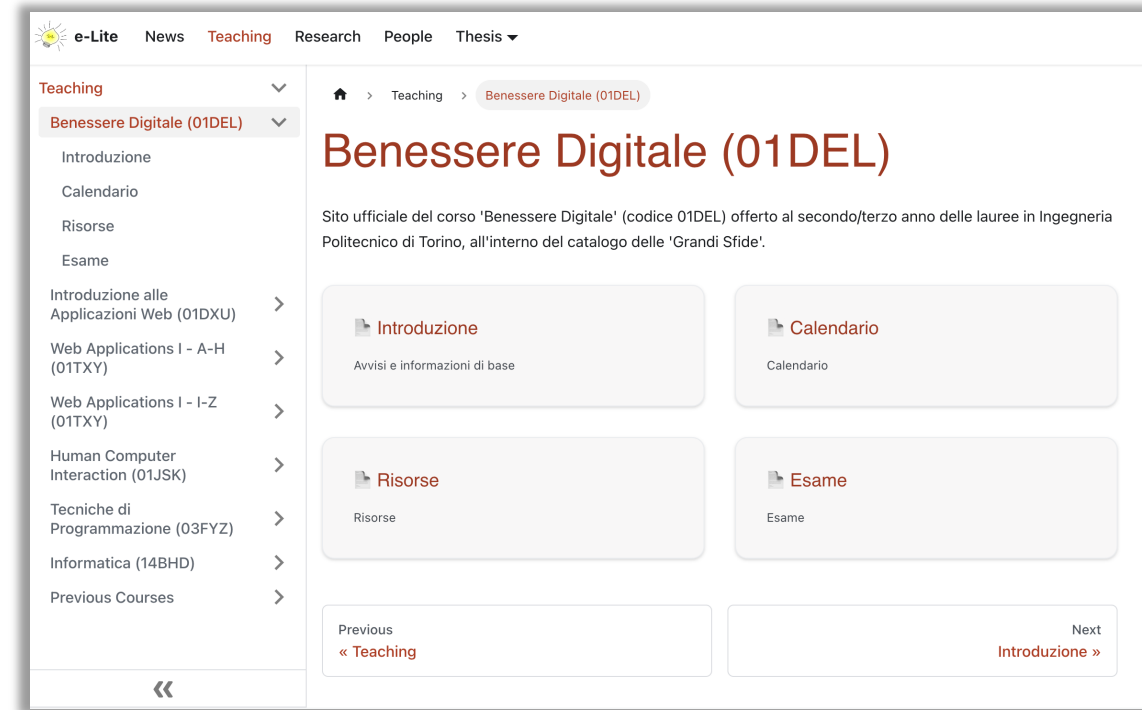 e-Lite News Teaching Research People Thesis
Teaching
Benessere Digitale (01DEL)
Introduzione
Calendario
Risorse
Esame
Introduzione alle
Applicazioni Web (01DXU)
Web Applications I - A-H
(01TXY)
Web Applications I - I-Z
(01TXY)
Human Computer
Interaction (01JSK)
Tecniche di
Programmazione (03FYZ)
Informatica (14BHD)
Previous Courses
Teaching > Benessere Digitale (01DEL)
Benessere Digitale (01DEL)
Sito ufficiale del corso 'Benessere Digitale' (codice 01DEL) offerto al secondo/terzo anno delle lauree in Ingegneria
Politecnico di Torino, all'interno del catalogo delle 'Grandi Sfide'.
Introduzione
Avvisi e informazioni di base
Calendario
Calendario
Risorse
Risorse
Esame
Esame
Previous
« Teaching
Next
Introduzione »